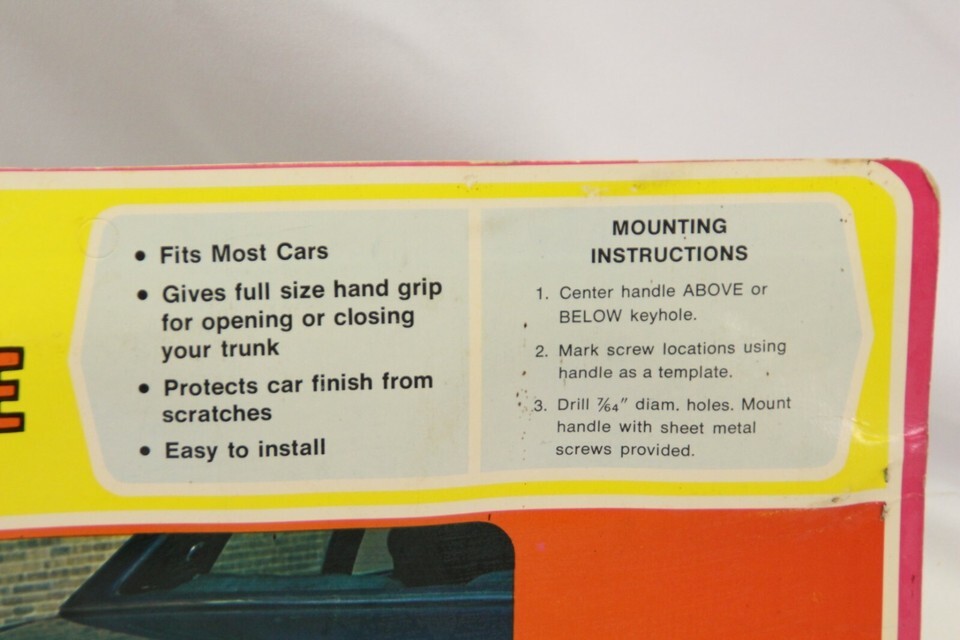 E
• Fits Most Cars
• Gives full size hand grip
for opening or closing
your trunk
• Protects car finish from
scratches
• Easy to install
MOUNTING
INSTRUCTIONS
1. Center handle ABOVE or
BELOW keyhole.
2. Mark screw locations using
handle as a template.
3. Drill 7/64" diam. holes. Mount
handle with sheet metal
screws provided.